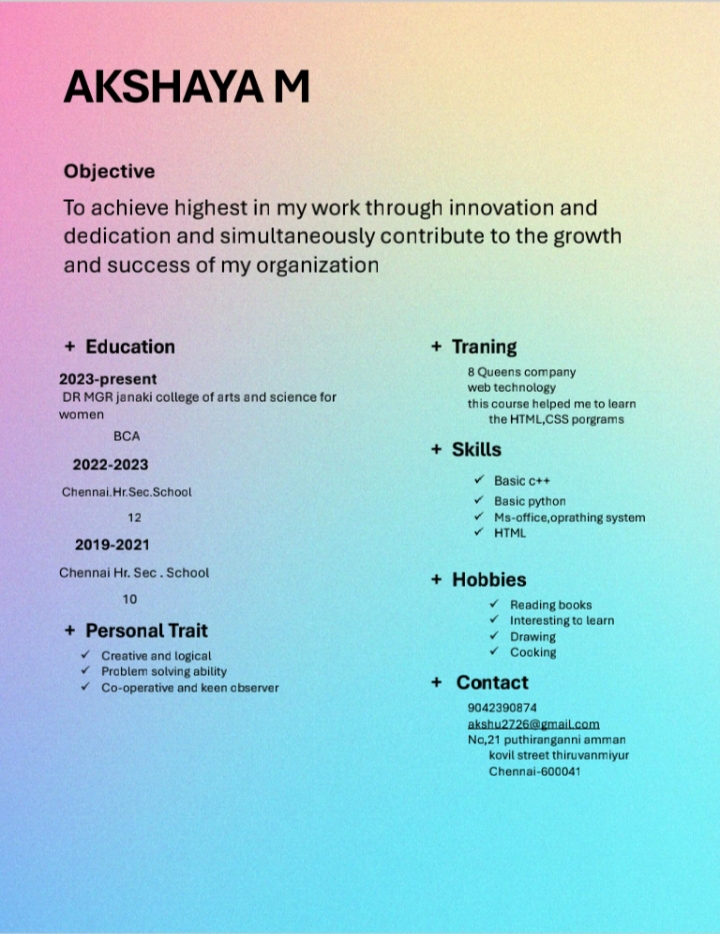 AKSHAYA M
Objective
To achieve highest in my work through innovation and
dedication and simultaneously contribute to the growth
and success of my organization
+ Education
2023-present
DR MGR janaki college of arts and science for
women
BCA
2022-2023
Chennai.Hr.Sec.School
12
2019-2021
Chennai Hr. Sec . School
10
+ Personal Trait
✓ Creative and logical
✓ Problem solving ability
✓ Co-operative and keen observer
+ Traning
8 Queens company
web technology
this course helped me to learn
the HTML,CSS porgrams
+ Skills
✓ Basic c++
✓ Basic python
✓ Ms-office,oprathing system
✓ HTML
+ Hobbies
✓ Reading books
✓ Interesting to learn
✓ Drawing
✓ Cooking
+ Contact
9042390874
akshu2726@gmail.com
No,21 puthiranganni amman
kovil street thiruvanmiyur
Chennai-600041